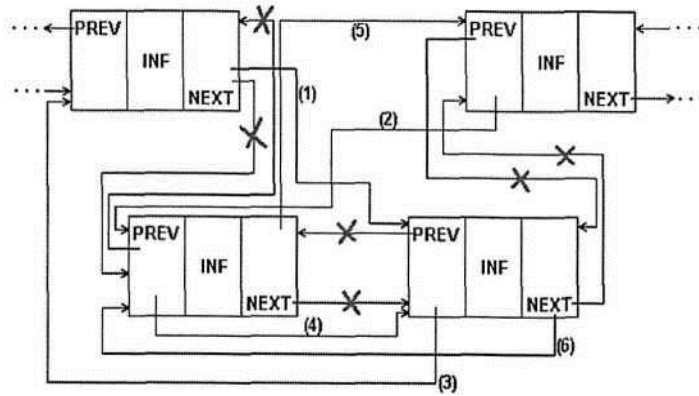 PREV
INF
NEXT
(5)
PREV
INF
NEXT
(1)
(2)
PREV
INF
NEXT
PREV
INF
NEXT
(4)
(6)
(3)